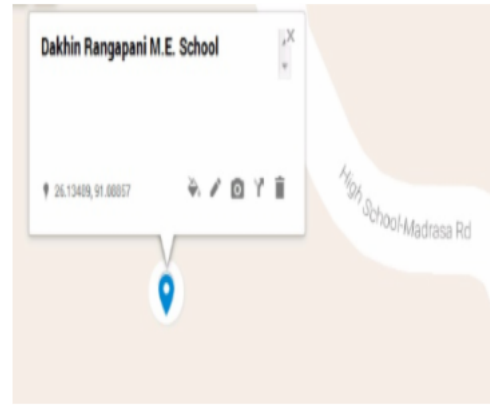 Dakhin Rangapani M.E. School
26.13409, 91.08057
High School-Madrasa Rd